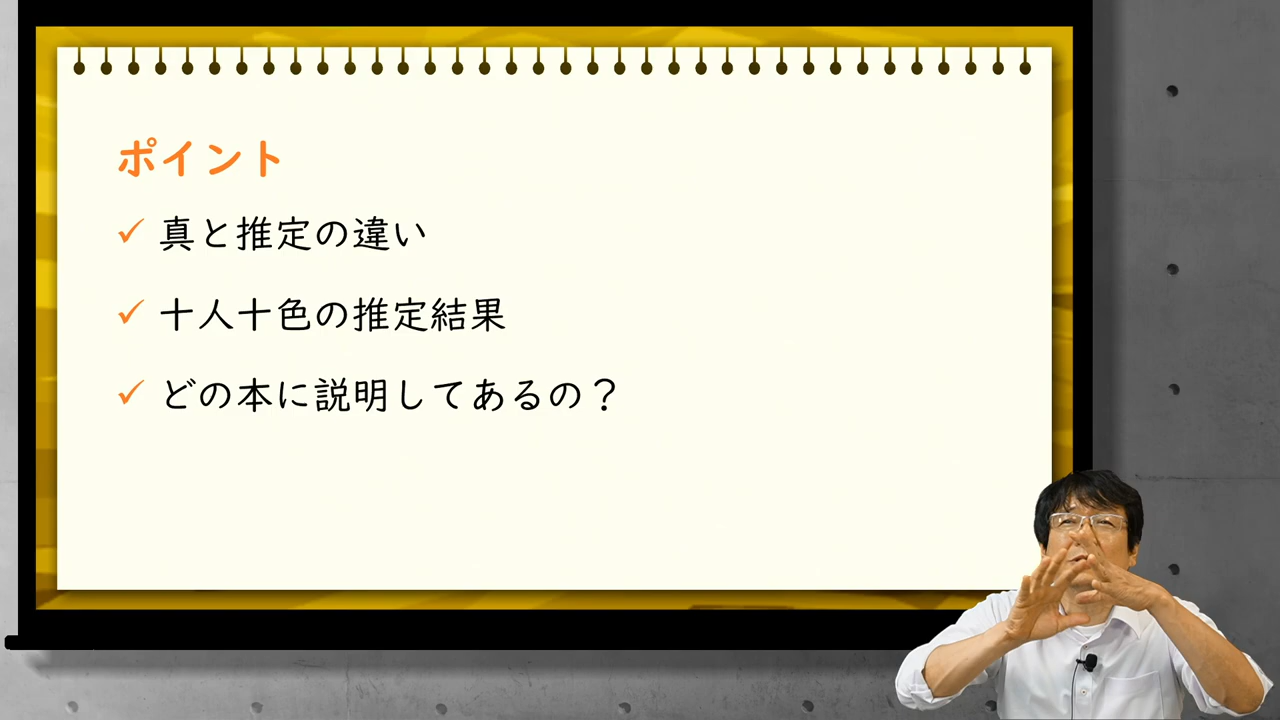 ポイント
✓ 真と推定の違い
✓ 十人十色の推定結果
✓ どの本に説明してあるの？